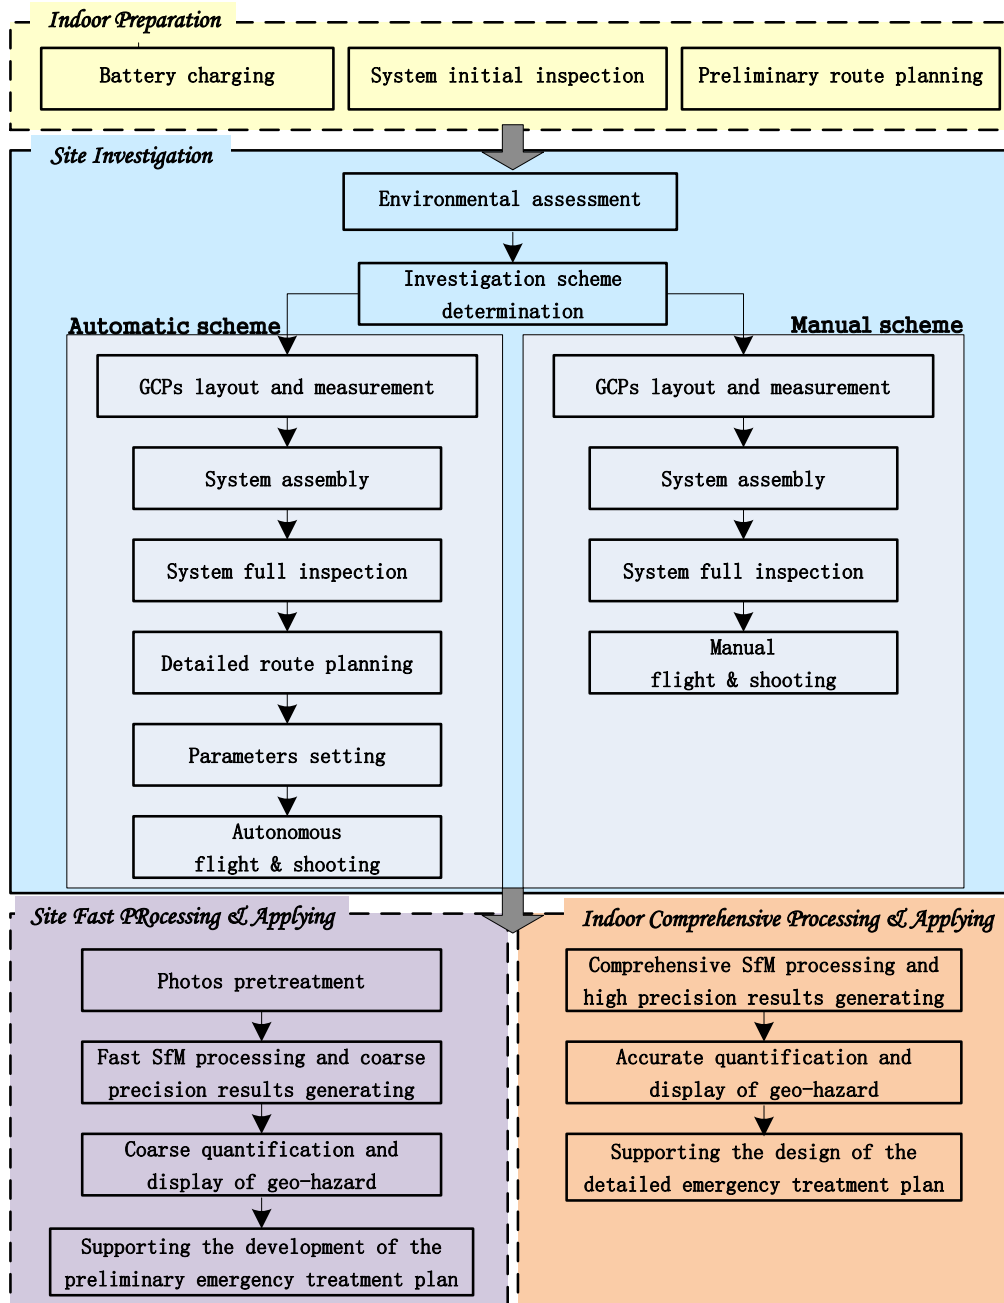 Indoor Preparation
Battery charging
System initial inspection
Preliminary route planning
Site Investigation
Environmental assessment
Investigation scheme
determination
Automatic scheme
Manual scheme
GCPs layout and measurement
System assembly
System full inspection
Detailed route planning
Parameters setting
Autonomous
flight & shooting
GCPs layout and measurement
System assembly
System full inspection
Manual
flight & shooting
Site Fast PRocessing & Applying
Photos pretreatment
Fast SfM processing and coarse
precision results generating
Coarse quantification and
display of geo-hazard
Supporting the development of the
preliminary emergency treatment plan
Indoor Comprehensive Processing & Applying
Comprehensive SfM processing and
high precision results generating
Accurate quantification and
display of geo-hazard
Supporting the design of the
detailed emergency treatment plan